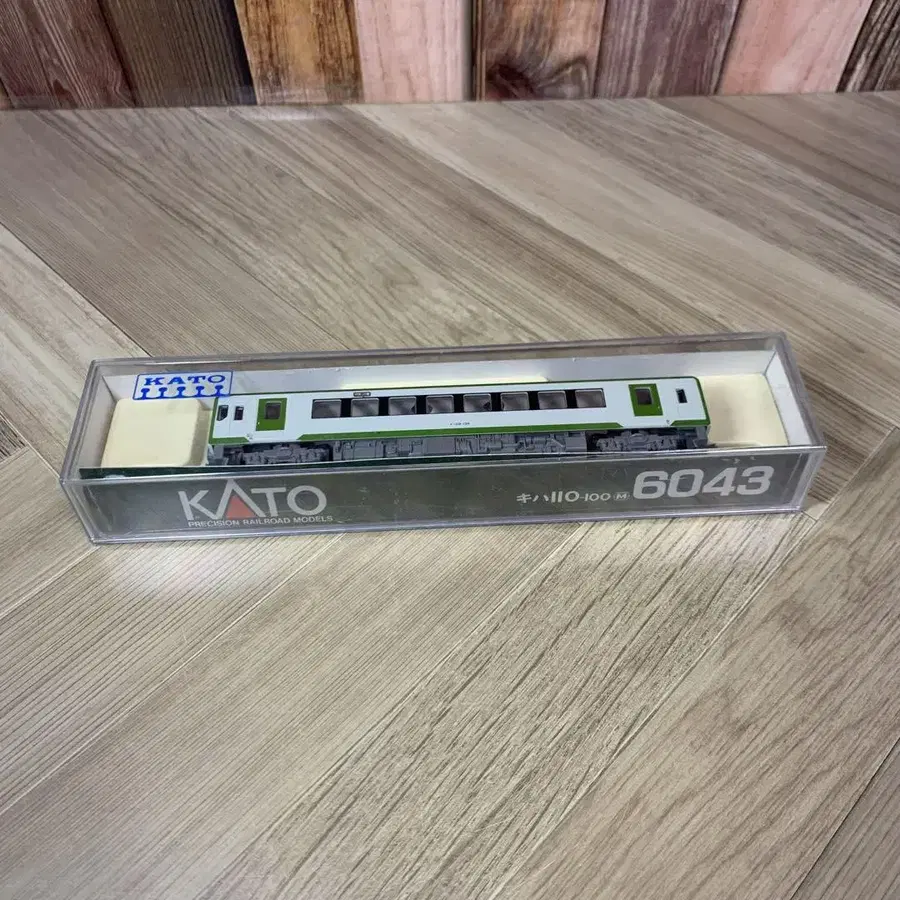 KATO
KATO
PRECISION RAILROAD MODELS
キハ110-100 M 6043